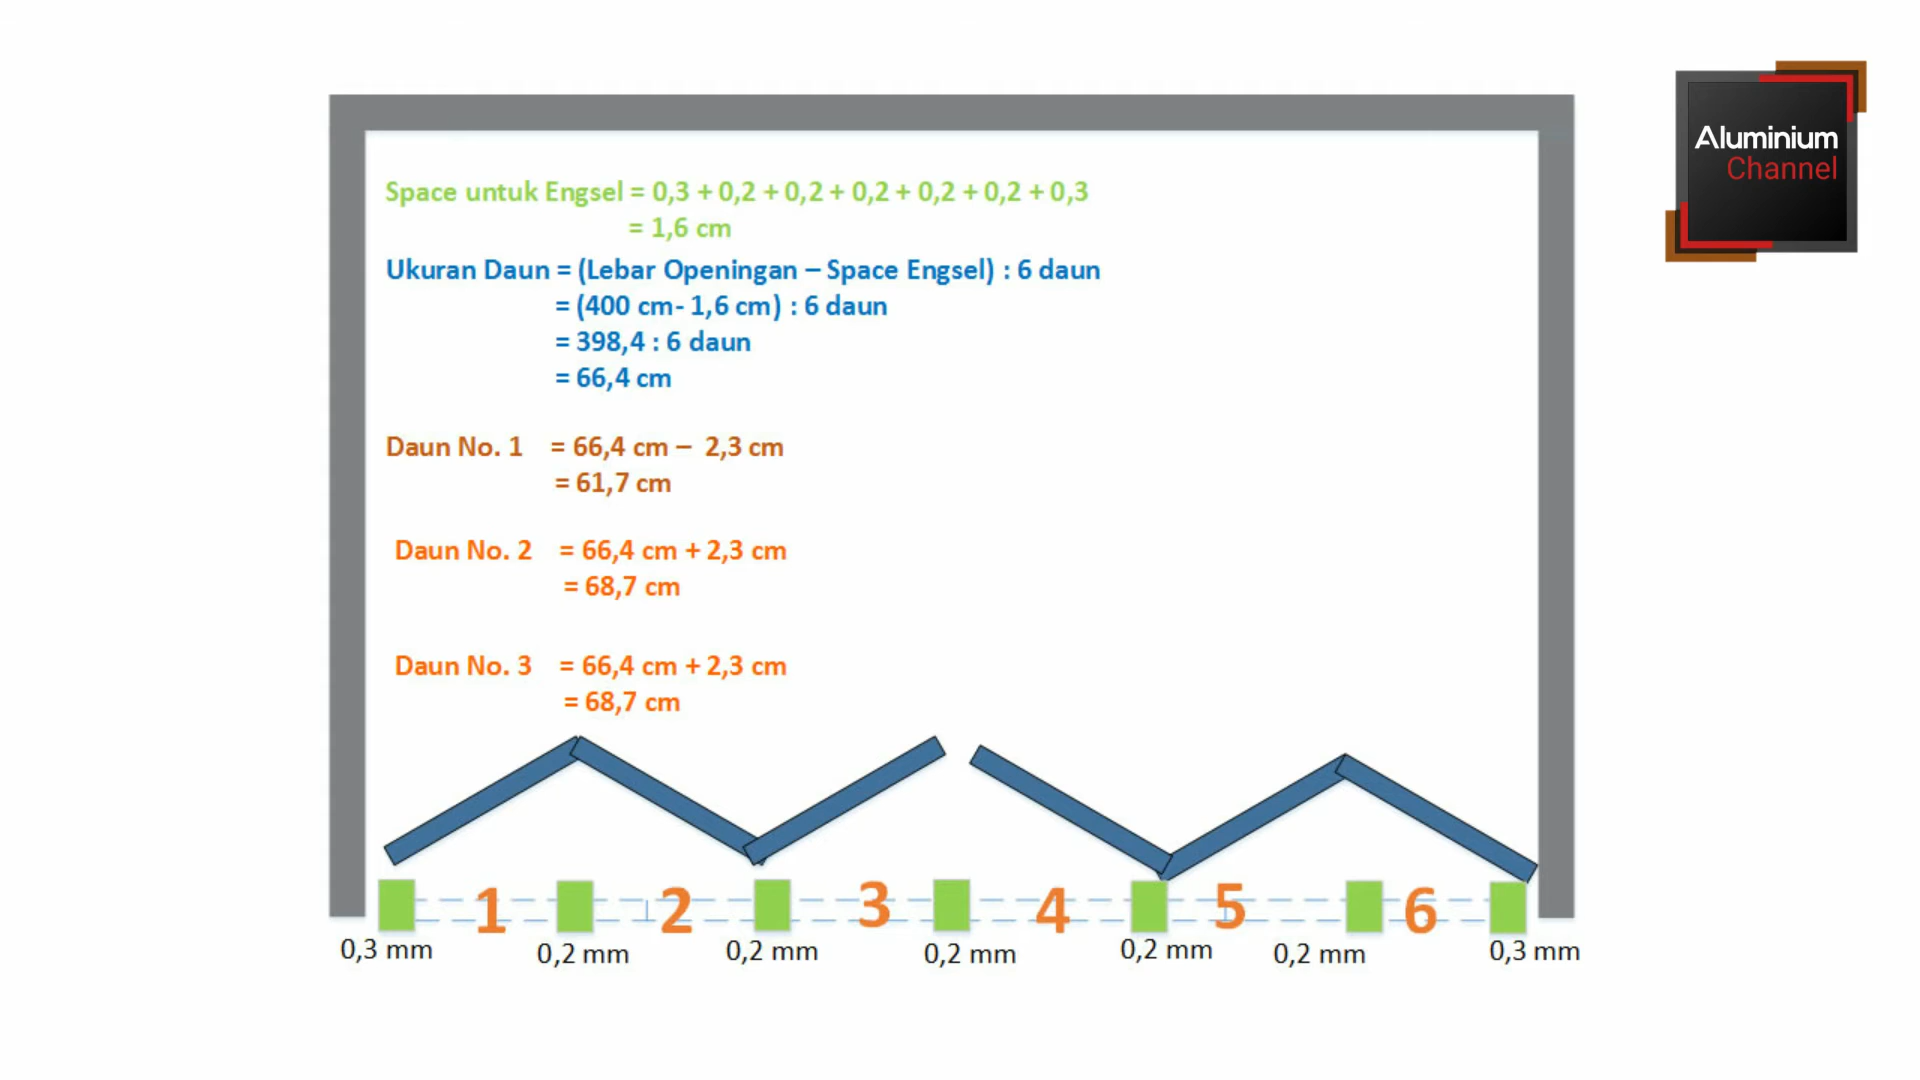 Aluminium
Channel
Space untuk Engsel = 0,3 + 0,2 + 0,2 + 0,2 + 0,2 + 0,2 + 0,3
= 1,6 cm
Ukuran Daun = (Lebar Openingan – Space Engsel) : 6 daun
= (400 cm- 1,6 cm) : 6 daun
= 398,4 : 6 daun
= 66,4 cm
Daun No. 1 = 66,4 cm – 2,3 cm
= 61,7 cm
Daun No. 2 = 66,4 cm + 2,3 cm
= 68,7 cm
Daun No. 3 = 66,4 cm + 2,3 cm
= 68,7 cm
1 2 3 4 5 6
0,3 mm 0,2 mm 0,2 mm 0,2 mm 0,2 mm 0,2 mm 0,3 mm